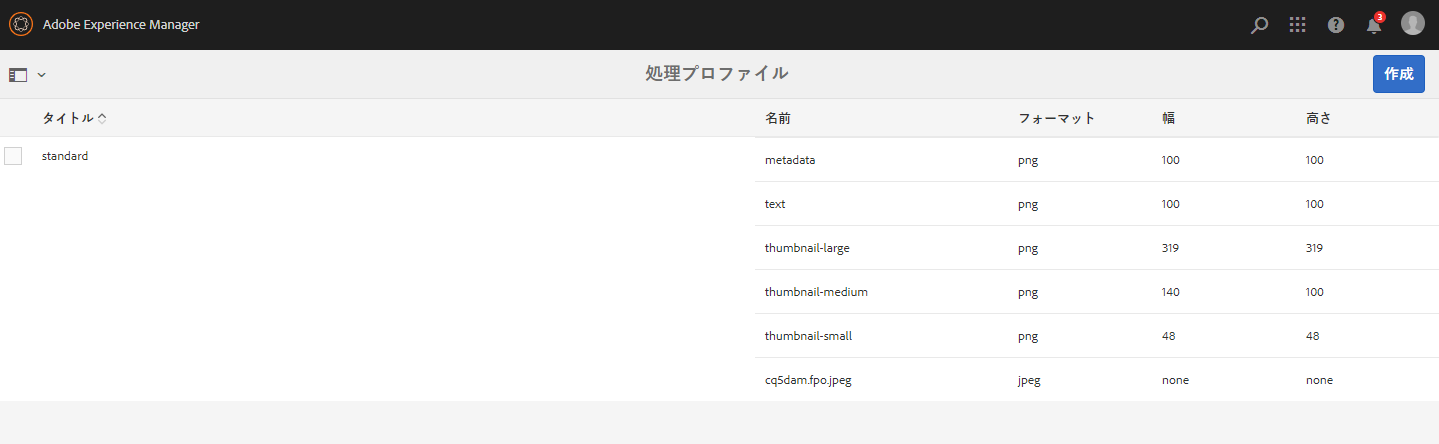 Adobe Experience Manager
3
処理プロファイル
作成
タイトル 名前 フォーマット 幅 高さ
standard
metadata png 100 100
text png 100 100
thumbnail-large png 319 319
thumbnail-medium png 140 100
thumbnail-small png 48 48
cq5dam.fpo.jpeg jpeg none none